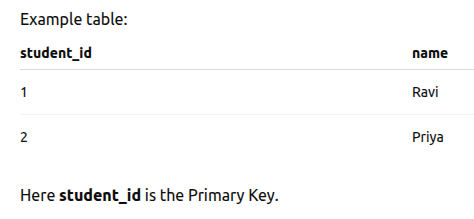 Example table:
student_id name
1 Ravi
2 Priya
Here student_id is the Primary Key.